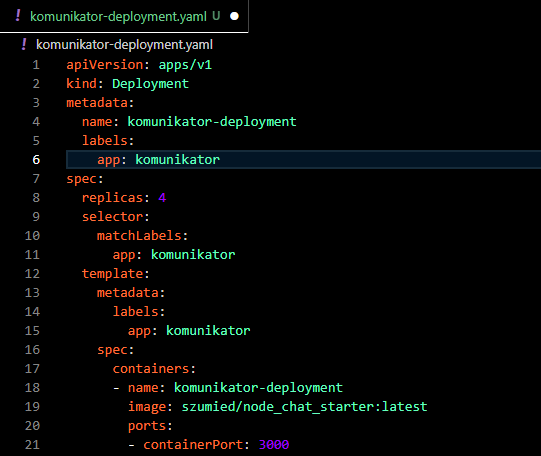 ! komunikator-deployment.yaml U ●
! komunikator-deployment.yaml
1 apiVersion: apps/v1
2 kind: Deployment
3 metadata:
4   name: komunikator-deployment
5   labels:
6     app: komunikator
7 spec:
8   replicas: 4
9   selector:
10     matchLabels:
11       app: komunikator
12   template:
13     metadata:
14       labels:
15         app: komunikator
16     spec:
17       containers:
18       - name: komunikator-deployment
19         image: szumied/node_chat_starter:latest
20         ports:
21         - containerPort: 3000